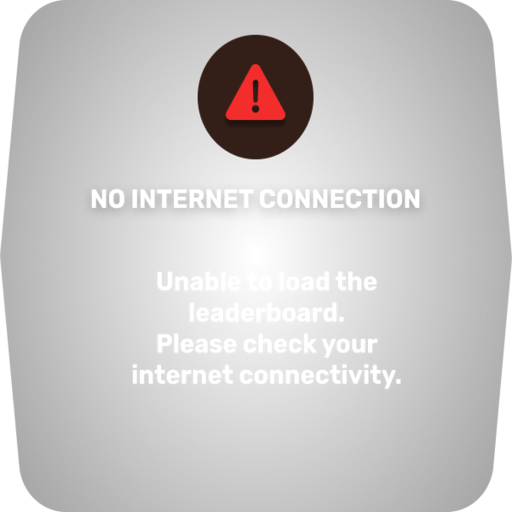 NO INTERNET CONNECTION
Unable to load the
leaderboard.
Please check your
internet connectivity.